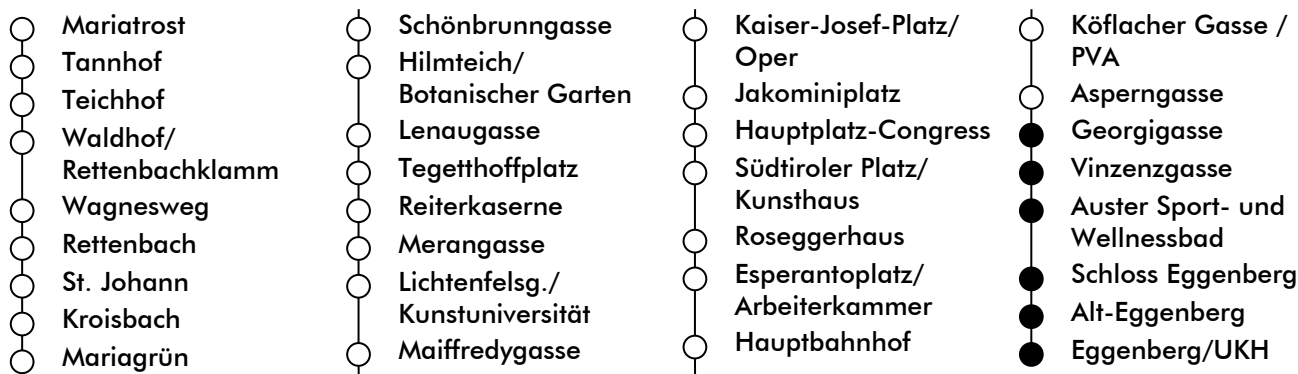 Mariatrost
Tannhof
Teichhof
Waldhof/
Rettenbachklamm
Wagnesweg
Rettenbach
St. Johann
Kroisbach
Mariagrün
Schönbrunngasse
Hilmteich/
Botanischer Garten
Lenaugasse
Tegetthoffplatz
Reiterkaserne
Merangasse
Lichtenfelsg./
Kunstuniversität
Maiffredygasse
Kaiser-Josef-Platz/
Oper
Jakominiplatz
Hauptplatz-Congress
Südtiroler Platz/
Kunsthaus
Roseggerhaus
Esperantoplatz/
Arbeiterkammer
Hauptbahnhof
Köflacher Gasse /
PVA
Asperngasse
Georgigasse
Vinzenzgasse
Auster Sport- und
Wellnessbad
Schloss Eggenberg
Alt-Eggenberg
Eggenberg/UKH